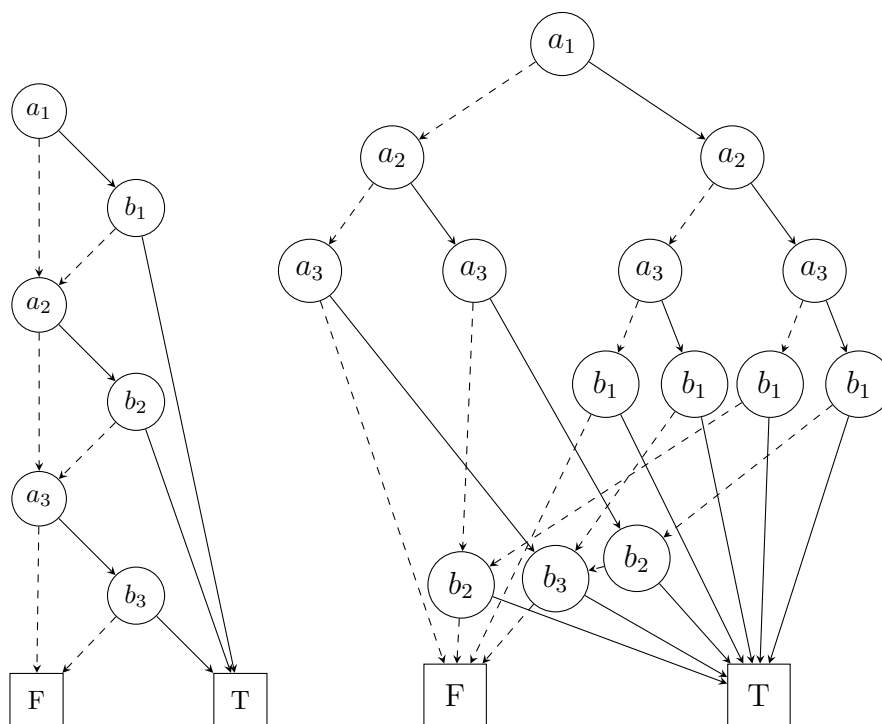 a₁
b₁
a₂
b₂
a₃
b₃
F T
a₁
a₂ a₂
a₃ a₃ a₃ a₃
b₁ b₁ b₁ b₁
b₂ b₃ b₂
F T